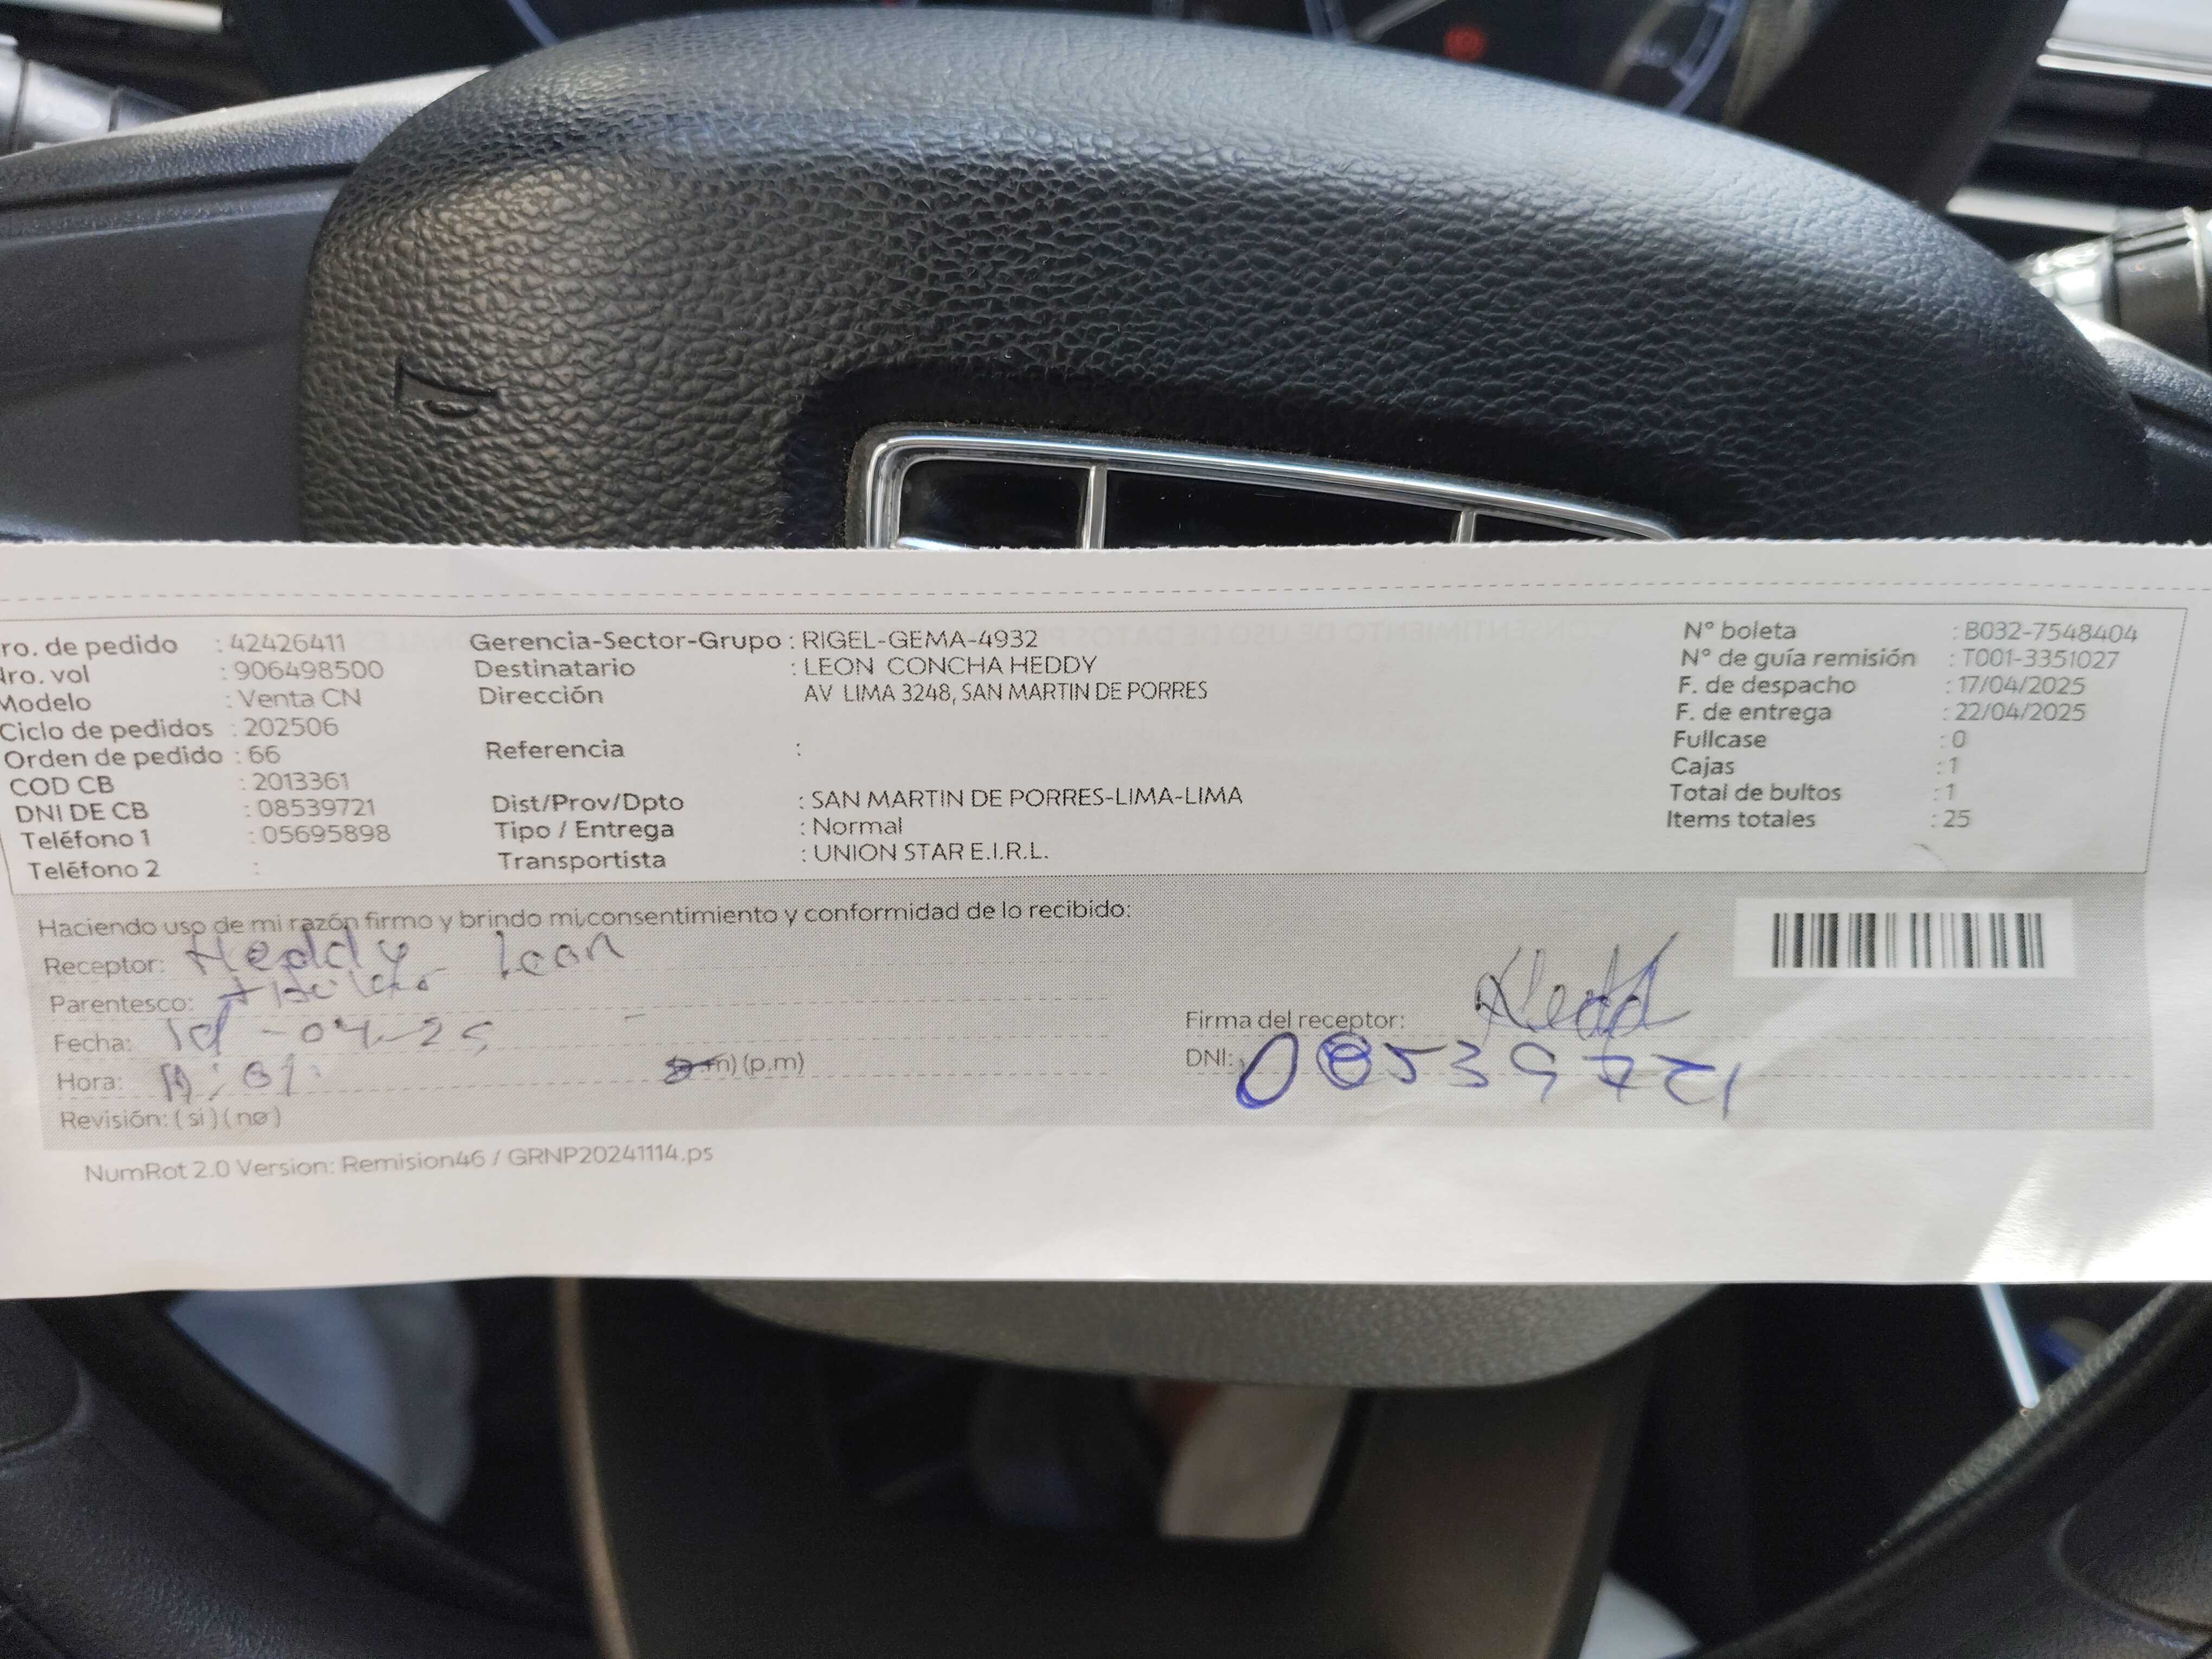 ro. de pedido : 42426411
Nro. vol : 906498500
Modelo : Venta CN
Ciclo de pedidos : 202506
Orden de pedido : 66
COD CB : 2013361
DNI DE CB : 08539721
Teléfono 1 : 05695898
Teléfono 2 :
Gerencia-Sector-Grupo : RIGEL-GEMA-4932
Destinatario : LEON CONCHA HEDDY
Dirección AV LIMA 3248, SAN MARTIN DE PORRES
Referencia :
Dist/Prov/Dpto : SAN MARTIN DE PORRES-LIMA-LIMA
Tipo / Entrega : Normal
Transportista : UNION STAR E.I.R.L.
N° boleta : B032-7548404
N° de guía remisión : T001-3351027
F. de despacho : 17/04/2025
F. de entrega : 22/04/2025
Fullcase : 0
Cajas : 1
Total de bultos : 1
Items totales : 25
Haciendo uso de mi razón firmo y brindo mi consentimiento y conformidad de lo recibido:
Receptor: Heddy leon
Parentesco:
Fecha: -04-25
Hora: (p.m)
Revisión: (si) (no)
Firma del receptor: Hedd
DNI: 08539721
NumRot 2.0 Version: Remision46 / GRNP20241114.ps